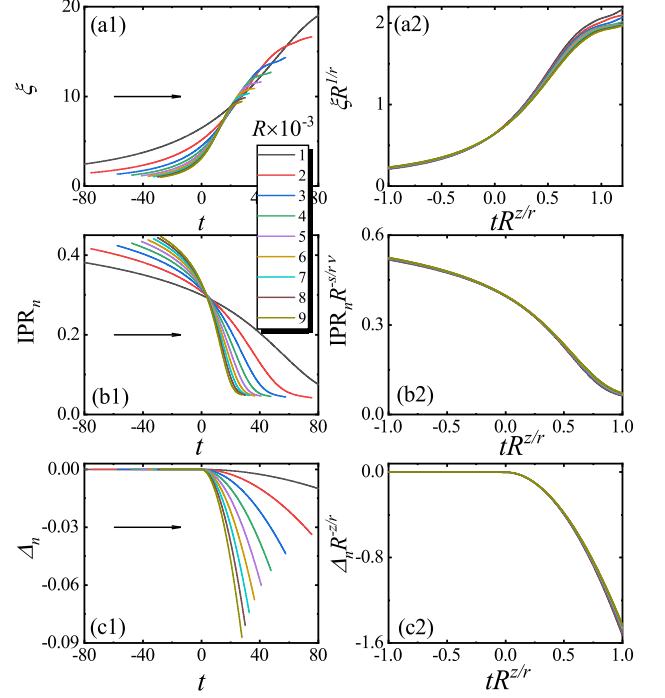 (a1)
20
10
0
ξ
-80 -40 0 40 80
t
R×10⁻³
1
2
3
4
5
6
7
8
9
(a2)
2
1
0
ξR^{1/r}
-1.0 -0.5 0.0 0.5 1.0
tR^{z/r}
(b1)
0.4
0.2
0.0
IPRₙ
-80 -40 0 40 80
t
(b2)
0.6
0.3
0.0
IPRₙR^{-s/rν}
-1.0 -0.5 0.0 0.5 1.0
tR^{z/r}
(c1)
0.00
-0.03
-0.06
-0.09
Δₙ
-80 -40 0 40 80
t
(c2)
0.0
-0.8
-1.6
ΔₙR^{-z/r}
-1.0 -0.5 0.0 0.5 1.0
tR^{z/r}